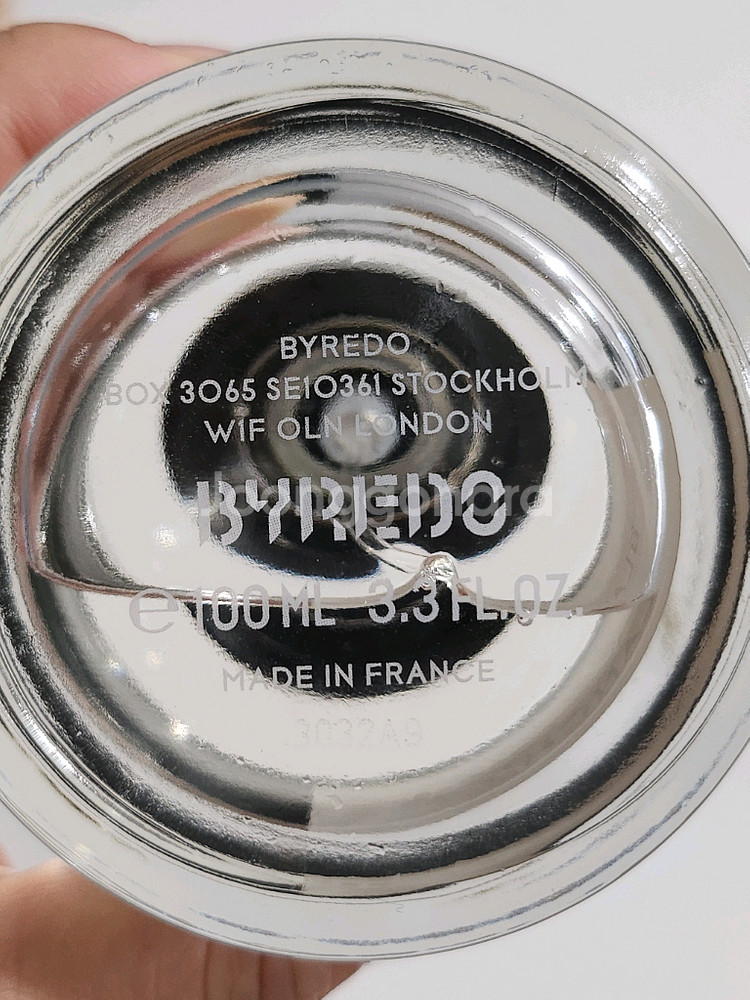 BYREDO
BOX 3065 SE10361 STOCKHOLM
W1F OLN LONDON
BYREDO
joonggonara
e 100 ML 3.3 FL.OZ.
MADE IN FRANCE
3032A9